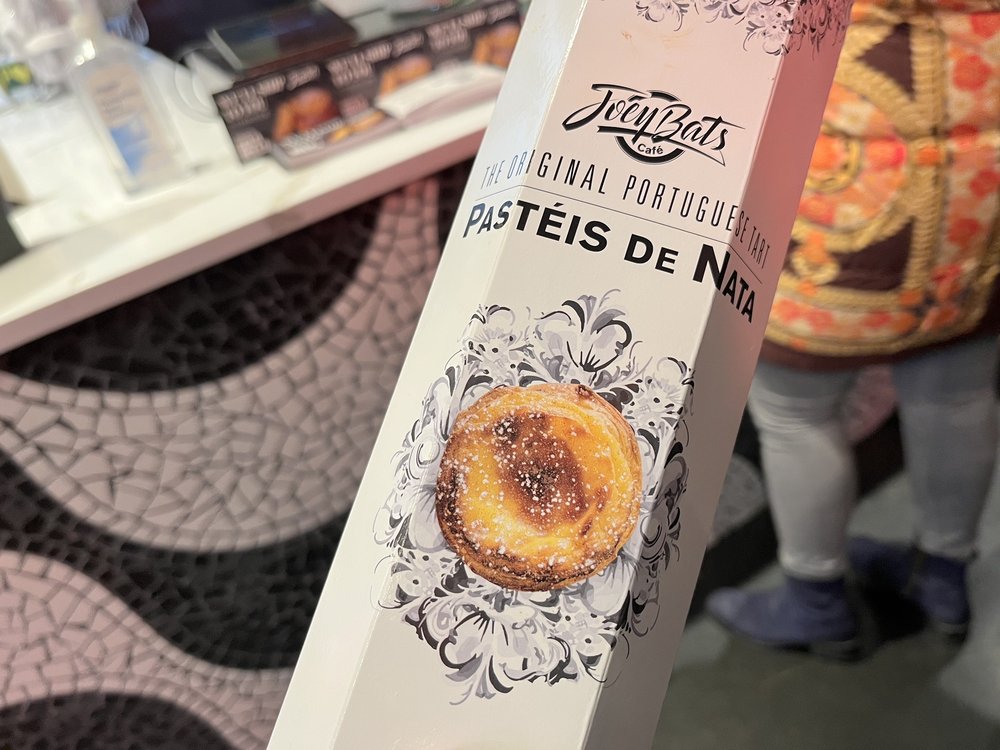 JoeyBats
Café
THE ORIGINAL PORTUGUESE TART
PASTÉIS DE NATA